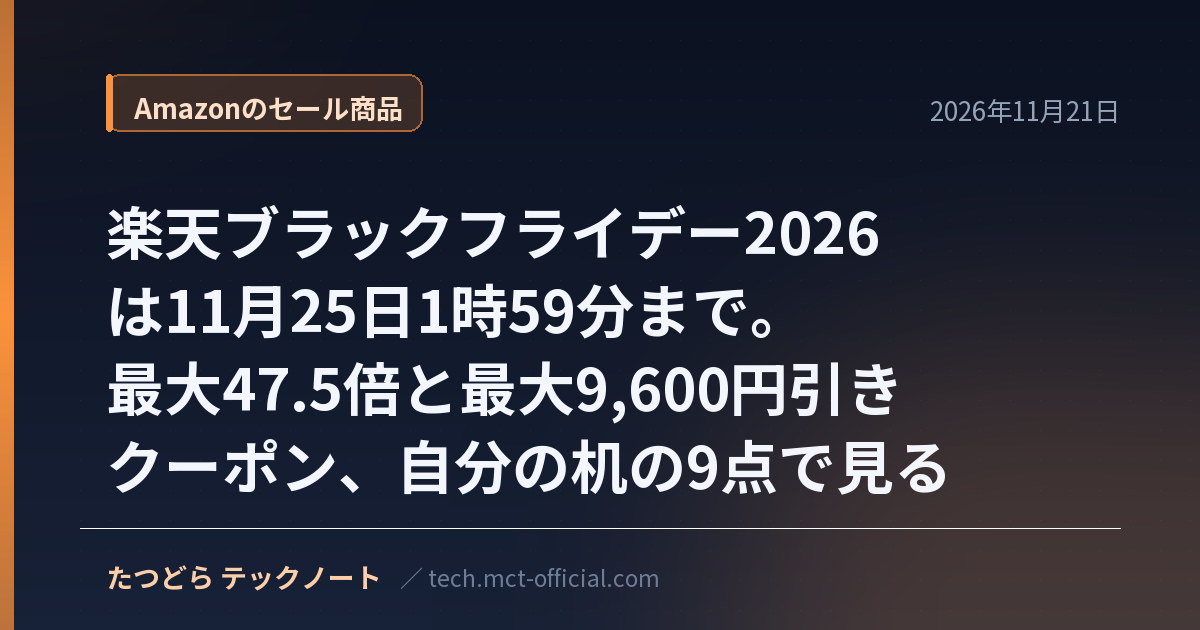 Amazonのセール商品
2026年11月21日
楽天ブラックフライデー2026
は11月25日1時59分まで。
最大47.5倍と最大9,600円引き
クーポン、自分の机の9点で見る
たつどら テックノート ／ tech.mct-official.com